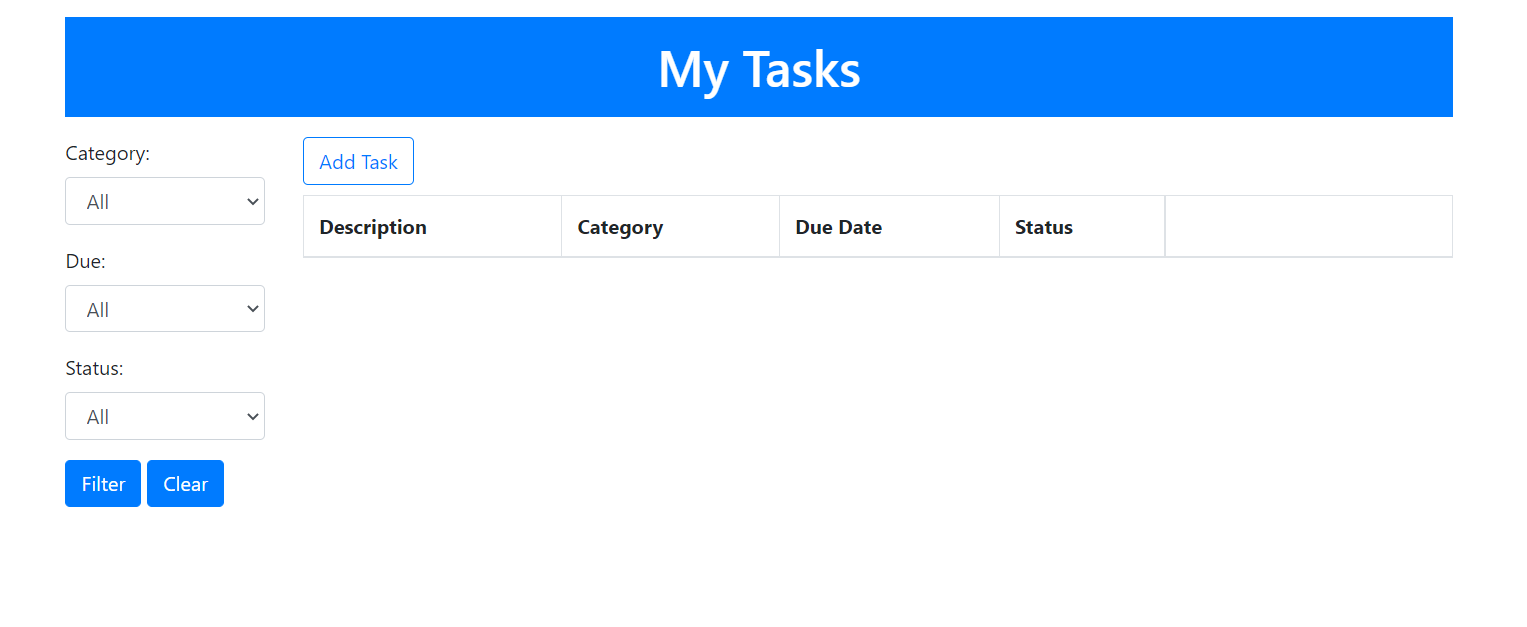 My Tasks
Category:
All
Due:
All
Status:
All
Filter Clear
Add Task
Description Category Due Date Status